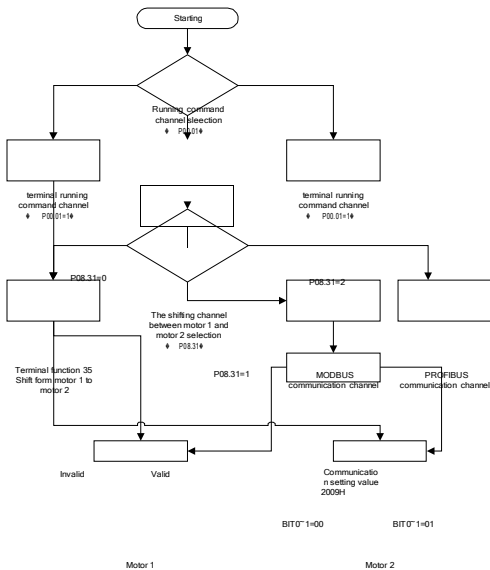 Starting
Running command
channel sleection
♦ P00.01♦
terminal running
command channel
♦ P00.01=1♦
terminal running
command channel
♦ P00.01=1♦
P08.31=0
P08.31=2
The shifting channel
between motor 1 and
motor 2 selection
♦ P08.31♦
Terminal function 35
Shift form motor 1 to
motor 2
P08.31=1
MODBUS
communication channel
PROFIBUS
communication channel
Invalid
Valid
Communicatio
n setting value
2009H
BIT0~1=00
BIT0~1=01
Motor 1
Motor 2